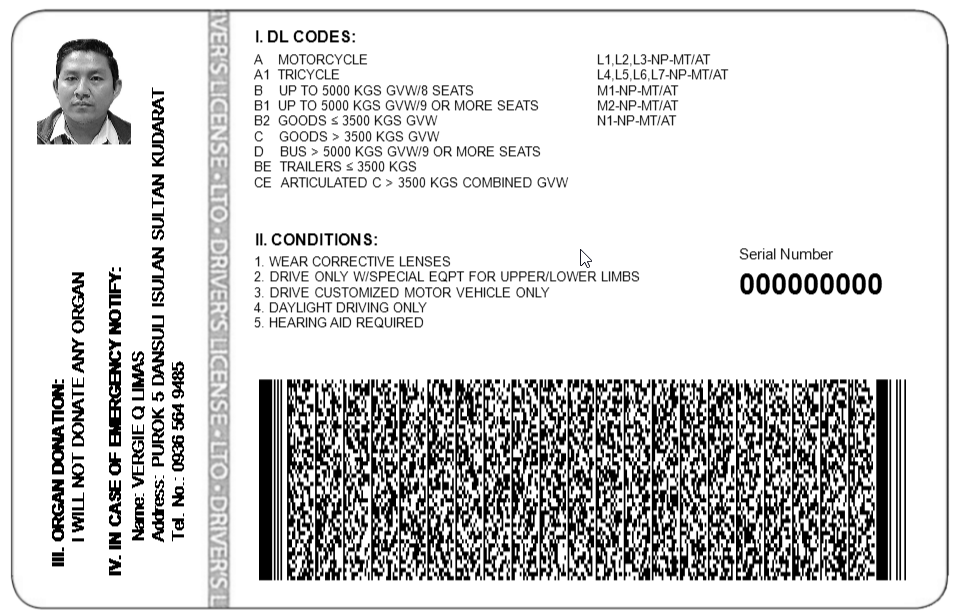 III. ORGAN DONATION:
I WILL NOT DONATE ANY ORGAN
IV. IN CASE OF EMERGENCY NOTIFY:
Name: VERGIE Q LIMAS
Address: PUROK 5 DANSULI ISULAN SULTAN KUDARAT
Tel. No.: 0936 564 9485
DRIVER'S LICENSE • LTO • DRIVER'S LICENSE • LTO • DRIVER'S L
I. DL CODES:
A MOTORCYCLE L1,L2,L3-NP-MT/AT
A1 TRICYCLE L4,L5,L6,L7-NP-MT/AT
B UP TO 5000 KGS GVW/8 SEATS M1-NP-MT/AT
B1 UP TO 5000 KGS GVW/9 OR MORE SEATS M2-NP-MT/AT
B2 GOODS ≤ 3500 KGS GVW N1-NP-MT/AT
C GOODS > 3500 KGS GVW
D BUS > 5000 KGS GVW/9 OR MORE SEATS
BE TRAILERS ≤ 3500 KGS
CE ARTICULATED C > 3500 KGS COMBINED GVW
II. CONDITIONS:
1. WEAR CORRECTIVE LENSES
2. DRIVE ONLY W/SPECIAL EQPT FOR UPPER/LOWER LIMBS
3. DRIVE CUSTOMIZED MOTOR VEHICLE ONLY
4. DAYLIGHT DRIVING ONLY
5. HEARING AID REQUIRED
Serial Number
000000000